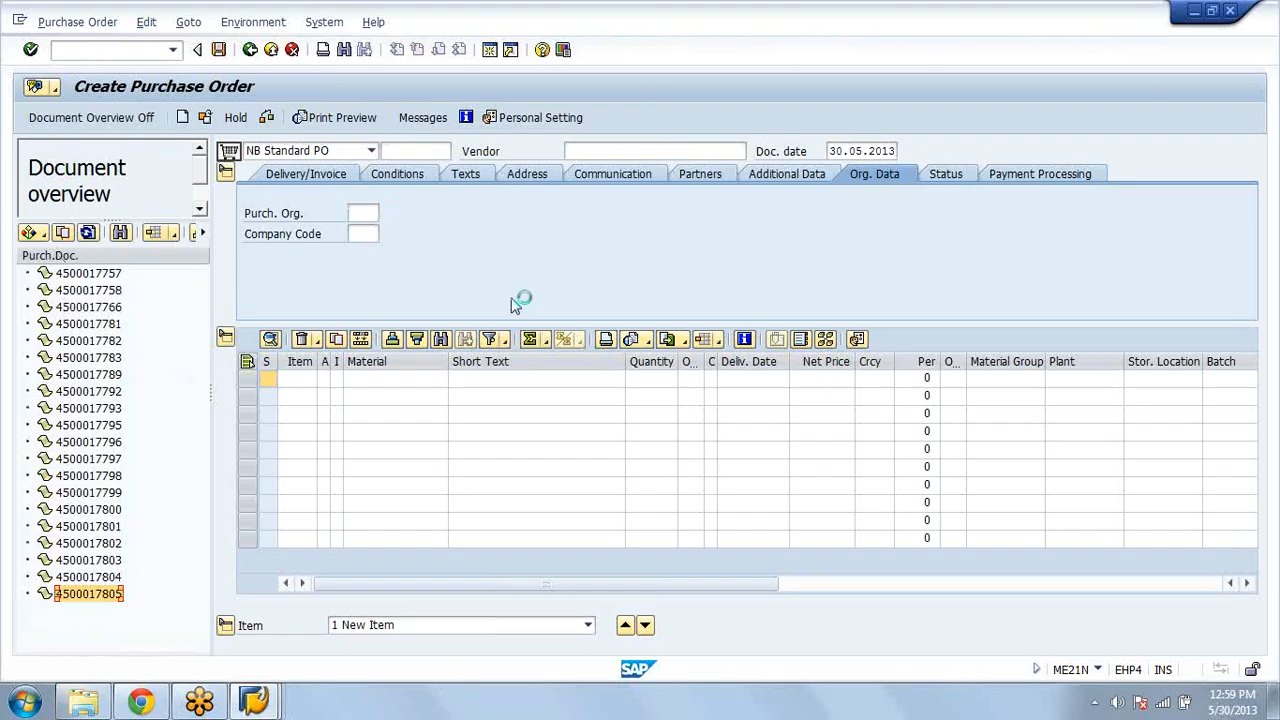 Purchase Order Edit Goto Environment System Help
Create Purchase Order
Document Overview Off Hold Print Preview Messages Personal Setting
Document
overview
NB Standard PO Vendor Doc. date 30.05.2013
Delivery/Invoice Conditions Texts Address Communication Partners Additional Data Org. Data Status Payment Processing
Purch. Org.
Company Code
Purch.Doc.
4500017757
4500017758
4500017766
4500017781
4500017782
4500017783
4500017789
4500017792
4500017793
4500017795
4500017796
4500017797
4500017798
4500017799
4500017800
4500017801
4500017802
4500017803
4500017804
4500017805
S Item A I Material Short Text Quantity O... C Deliv. Date Net Price Crcy Per O... Material Group Plant Stor. Location Batch
0
0
0
0
0
0
0
0
0
0
Item 1 New Item
SAP ME21N EHP4 INS
12:59 PM
5/30/2013